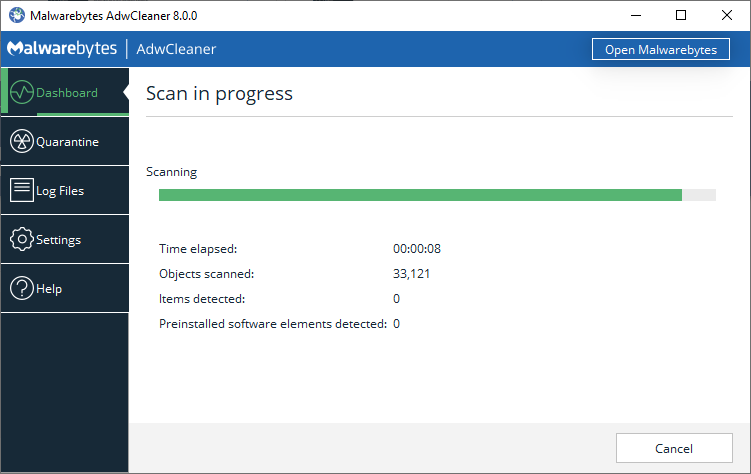 Malwarebytes AdwCleaner 8.0.0
Malwarebytes | AdwCleaner
Open Malwarebytes
Dashboard
Scan in progress
Quarantine
Log Files
Settings
Help
Scanning
Time elapsed: 00:00:08
Objects scanned: 33,121
Items detected: 0
Preinstalled software elements detected: 0
Cancel